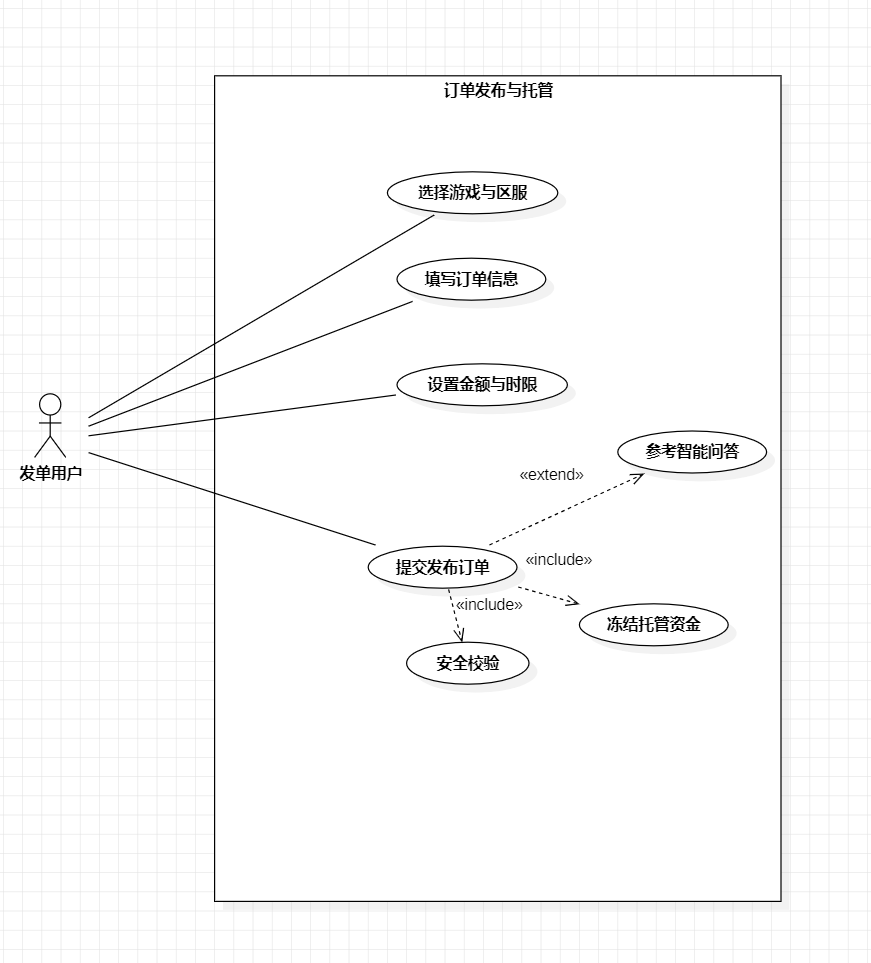 订单发布与托管
选择游戏与区服
填写订单信息
设置金额与时限
发单用户
参考智能问答
«extend»
«include»
提交发布订单
«include»
冻结托管资金
安全校验